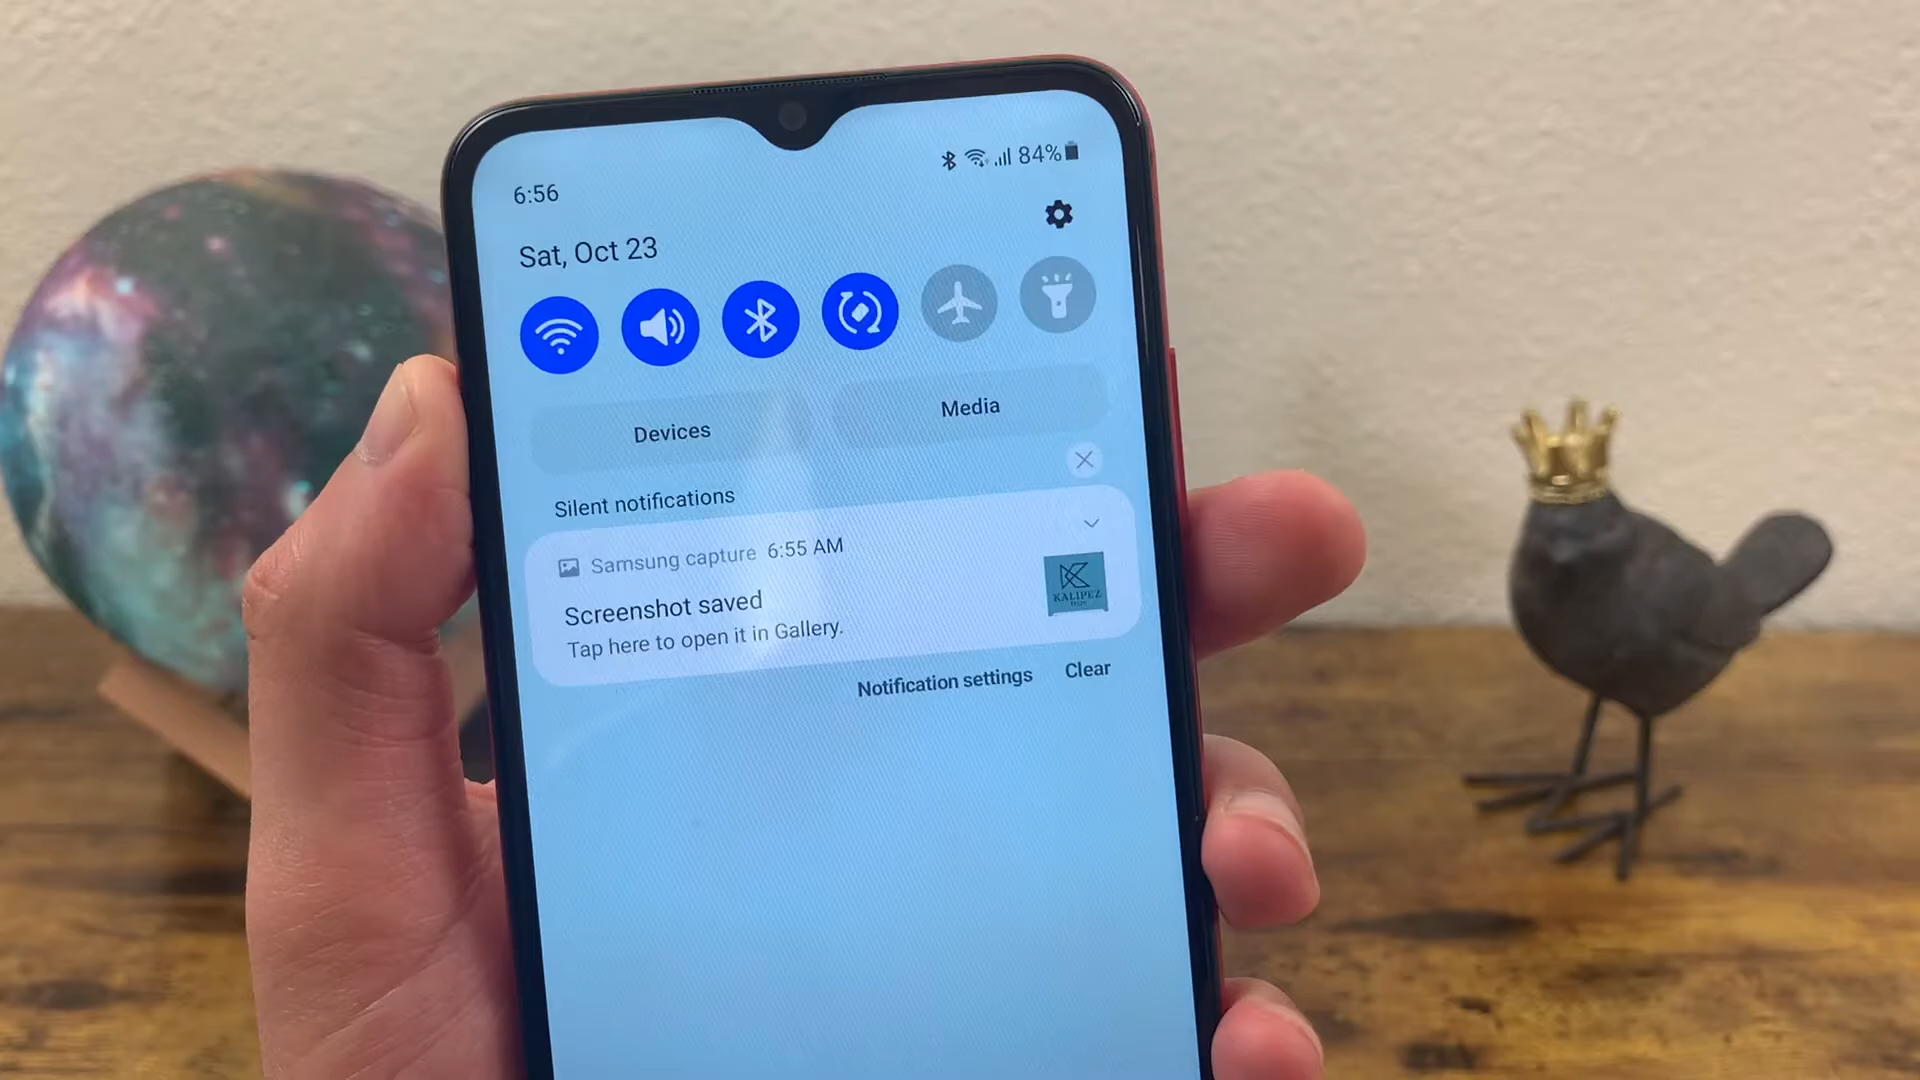 6:56
84%
Sat, Oct 23
Devices
Media
Silent notifications
Samsung capture 6:55 AM
Screenshot saved
Tap here to open it in Gallery.
KALIPEZ
Notification settings
Clear